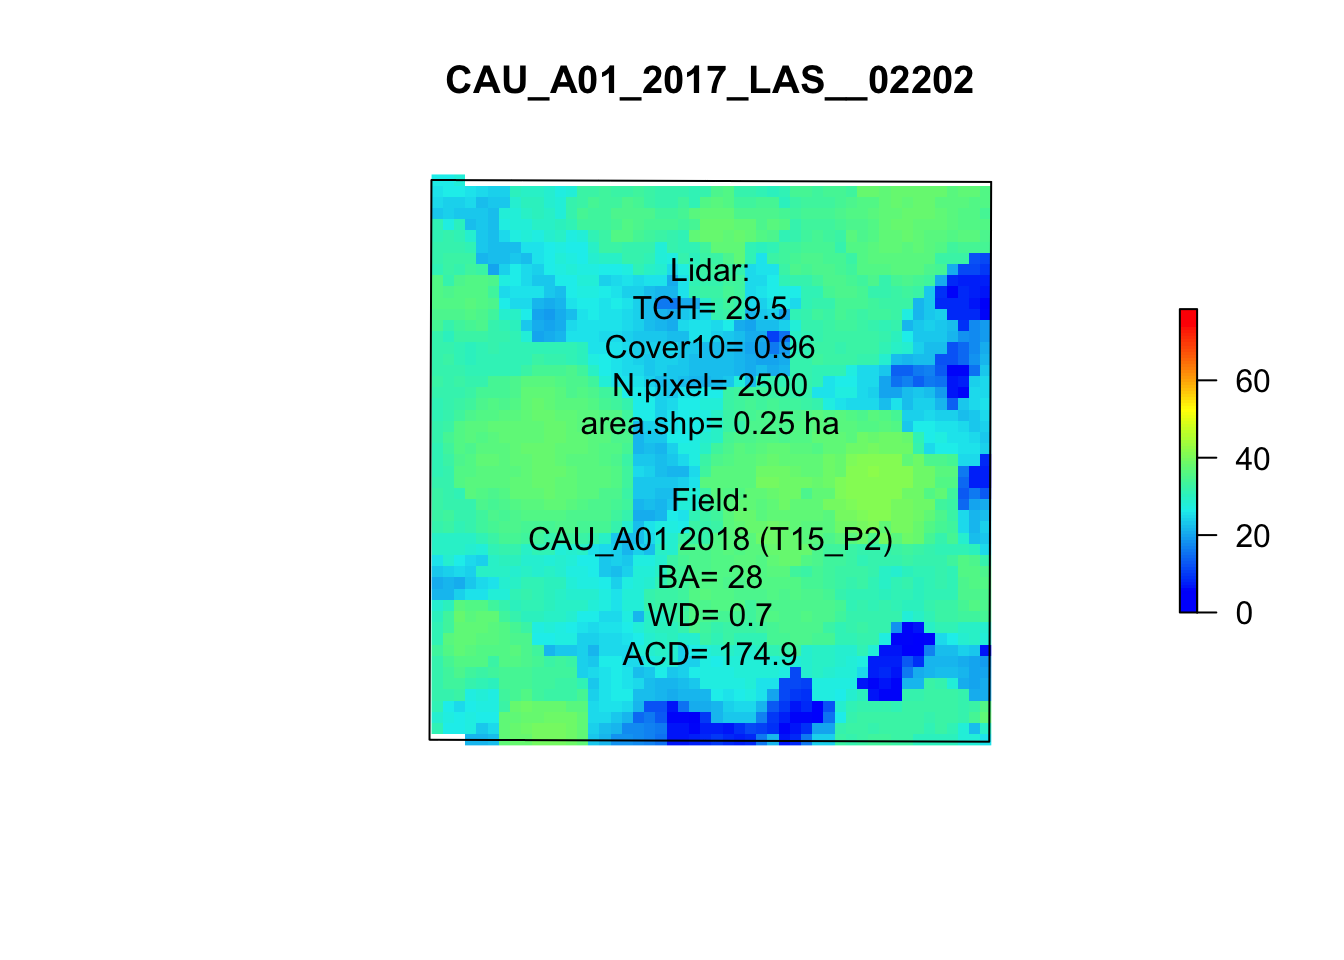 CAU_A01_2017_LAS__02202
Lidar:
TCH= 29.5
Cover10= 0.96
N.pixel= 2500
area.shp= 0.25 ha
Field:
CAU_A01 2018 (T15_P2)
BA= 28
WD= 0.7
ACD= 174.9
60
40
20
0